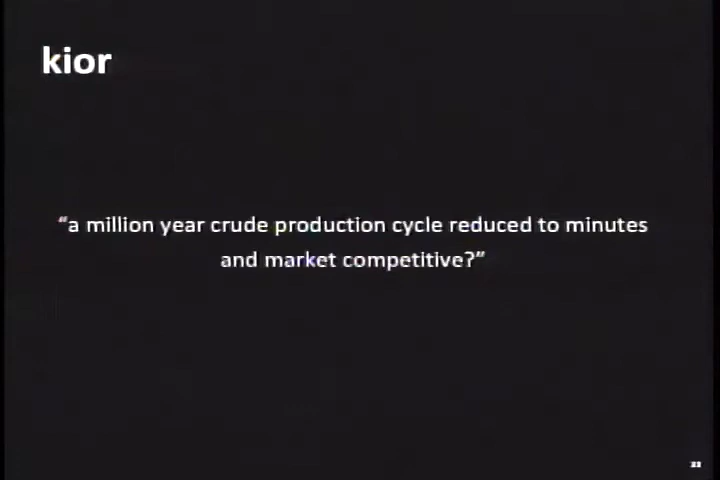 kior
“a million year crude production cycle reduced to minutes
and market competitive?”